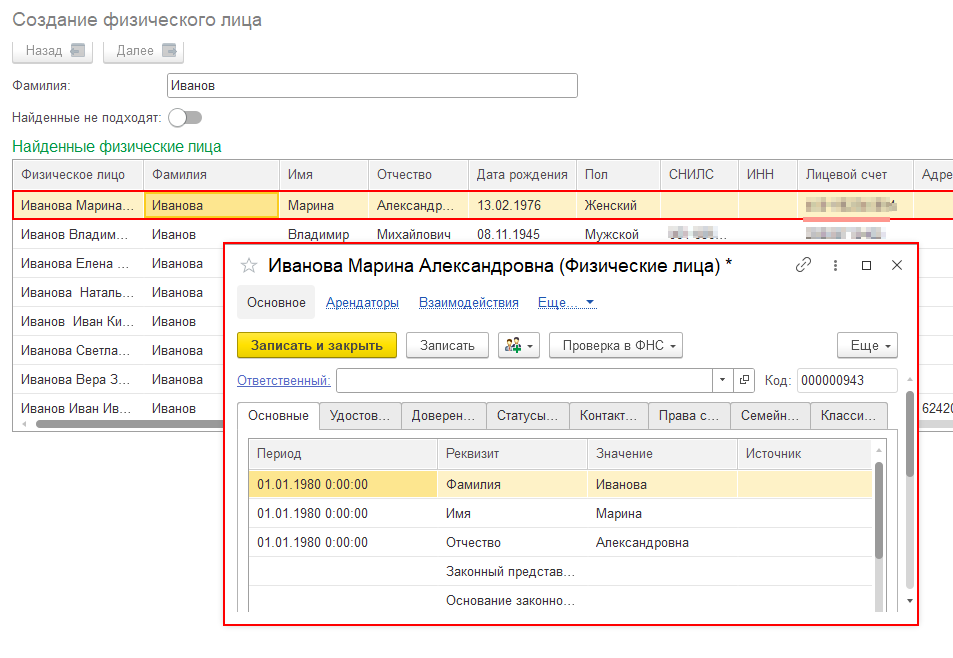 Создание физического лица
Назад Далее
Фамилия: Иванов
Найденные не подходят:
Найденные физические лица
Физическое лицо Фамилия Имя Отчество Дата рождения Пол СНИЛС ИНН Лицевой счет Адре
Иванова Марина... Иванова Марина Александр... 13.02.1976 Женский
Иванов Владим... Иванов Владимир Михайлович 08.11.1945 Мужской
Иванова Елена ... Иванова
Иванова Наталь... Иванова
Иванов Иван Ки... Иванов
Иванова Светла... Иванова
Иванова Вера З... Иванова
Иванов Иван Ив... Иванов 62420
Иванова Марина Александровна (Физические лица) *
Основное Арендаторы Взаимодействия Еще...
Записать и закрыть Записать Проверка в ФНС Еще
Ответственный: Код: 000000943
Основные Удостов... Доверен... Статусы... Контакт... Права с... Семейн... Класси...
Период Реквизит Значение Источник
01.01.1980 0:00:00 Фамилия Иванова
01.01.1980 0:00:00 Имя Марина
01.01.1980 0:00:00 Отчество Александровна
Законный представ...
Основание законно...